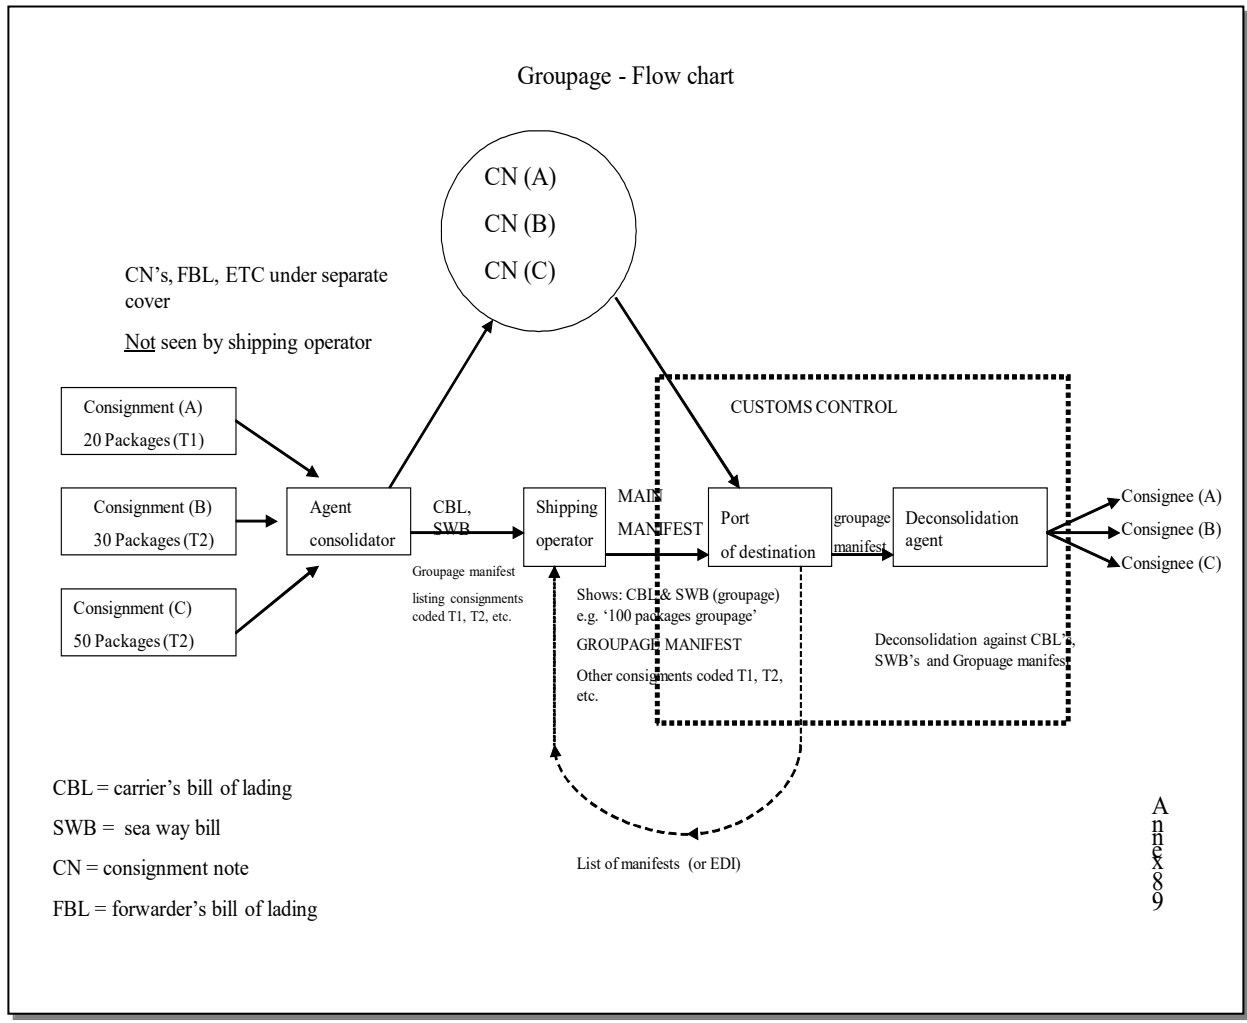 Groupage - Flow chart
CN (A)
CN (B)
CN (C)
CN's, FBL, ETC under separate
cover
Not seen by shipping operator
Consignment (A)
20 Packages (T1)
Consignment (B)
30 Packages (T2)
Consignment (C)
50 Packages (T2)
Agent
consolidator
CBL,
SWB
Groupage manifest
listing consignments
coded T1, T2, etc.
Shipping
operator
MAIN
MANIFEST
Shows: CBL & SWB (groupage)
e.g. '100 packages groupage'
GROUPAGE MANIFEST
Other consigments coded T1, T2,
etc.
CUSTOMS CONTROL
Port
of destination
groupage
manifest
Deconsolidation
agent
Deconsolidation against CBL's,
SWB's and Gropuage manifest
Consignee (A)
Consignee (B)
Consignee (C)
List of manifests (or EDI)
CBL = carrier's bill of lading
SWB = sea way bill
CN = consignment note
FBL = forwarder's bill of lading
Annex 89